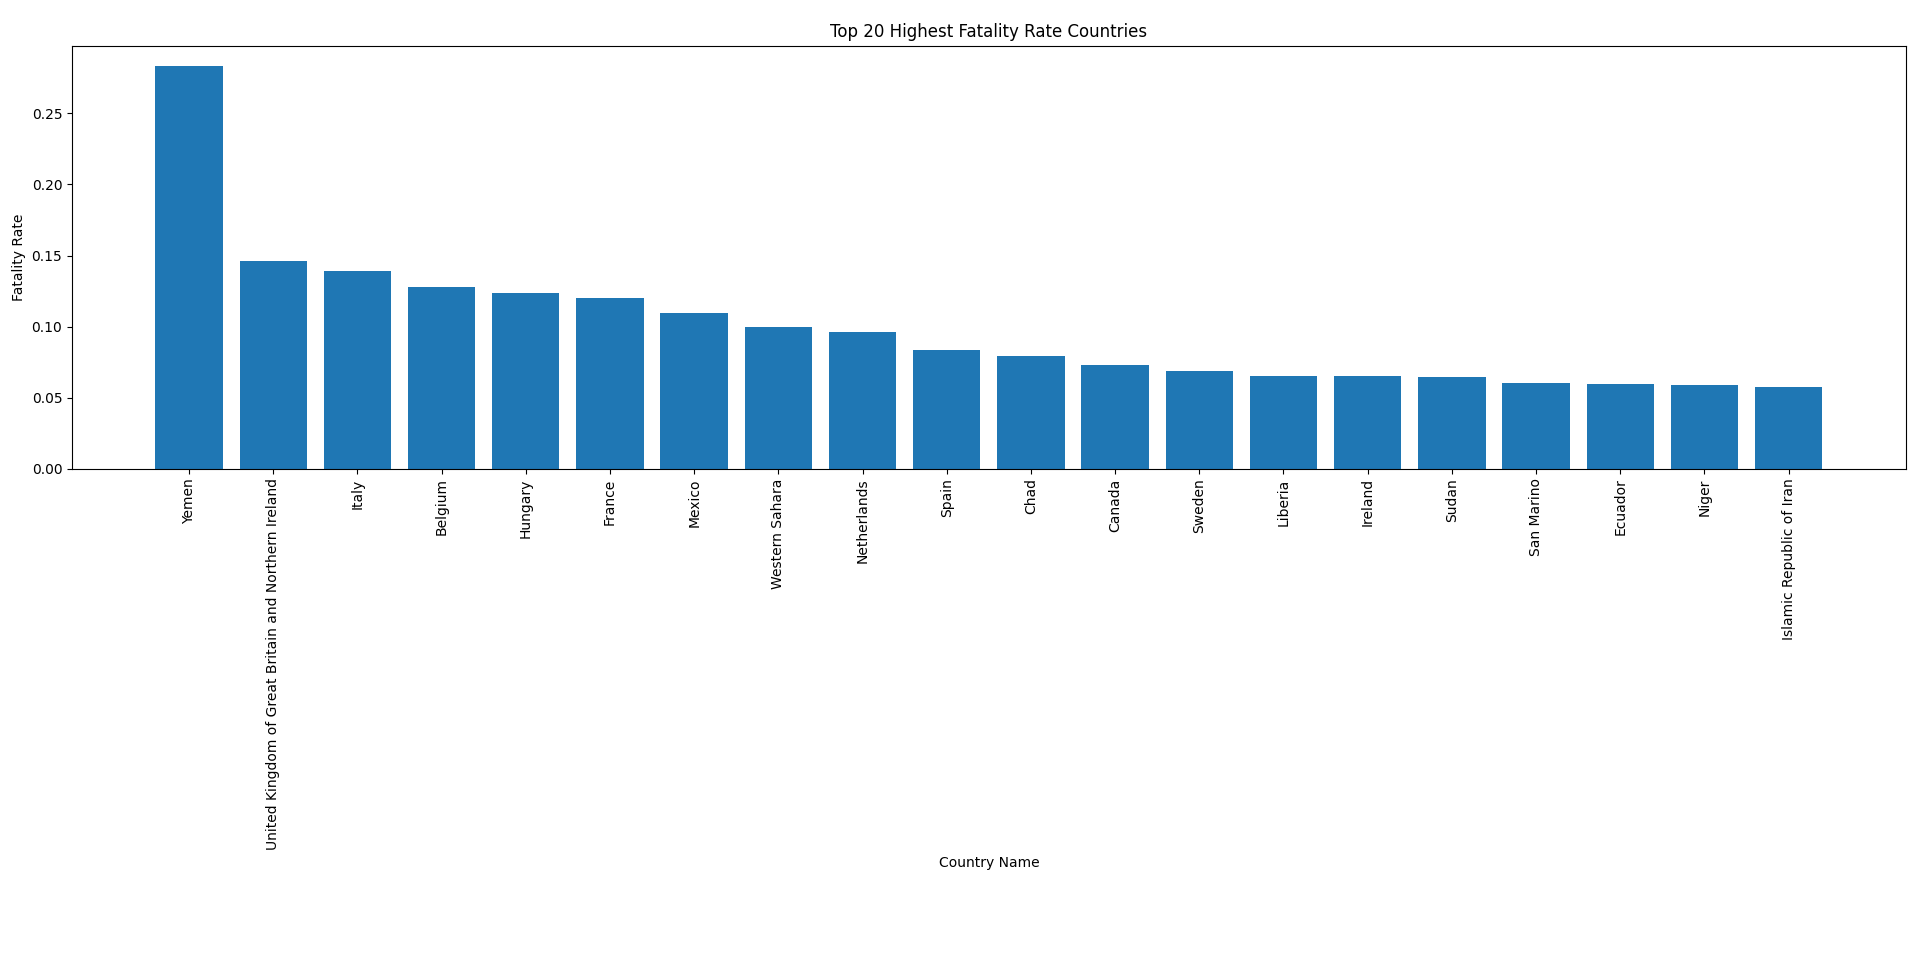 Top 20 Highest Fatality Rate Countries
Fatality Rate
0.25
0.20
0.15
0.10
0.05
0.00
Yemen
United Kingdom of Great Britain and Northern Ireland
Italy
Belgium
Hungary
France
Mexico
Western Sahara
Netherlands
Spain
Chad
Canada
Sweden
Liberia
Ireland
Sudan
San Marino
Ecuador
Niger
Islamic Republic of Iran
Country Name